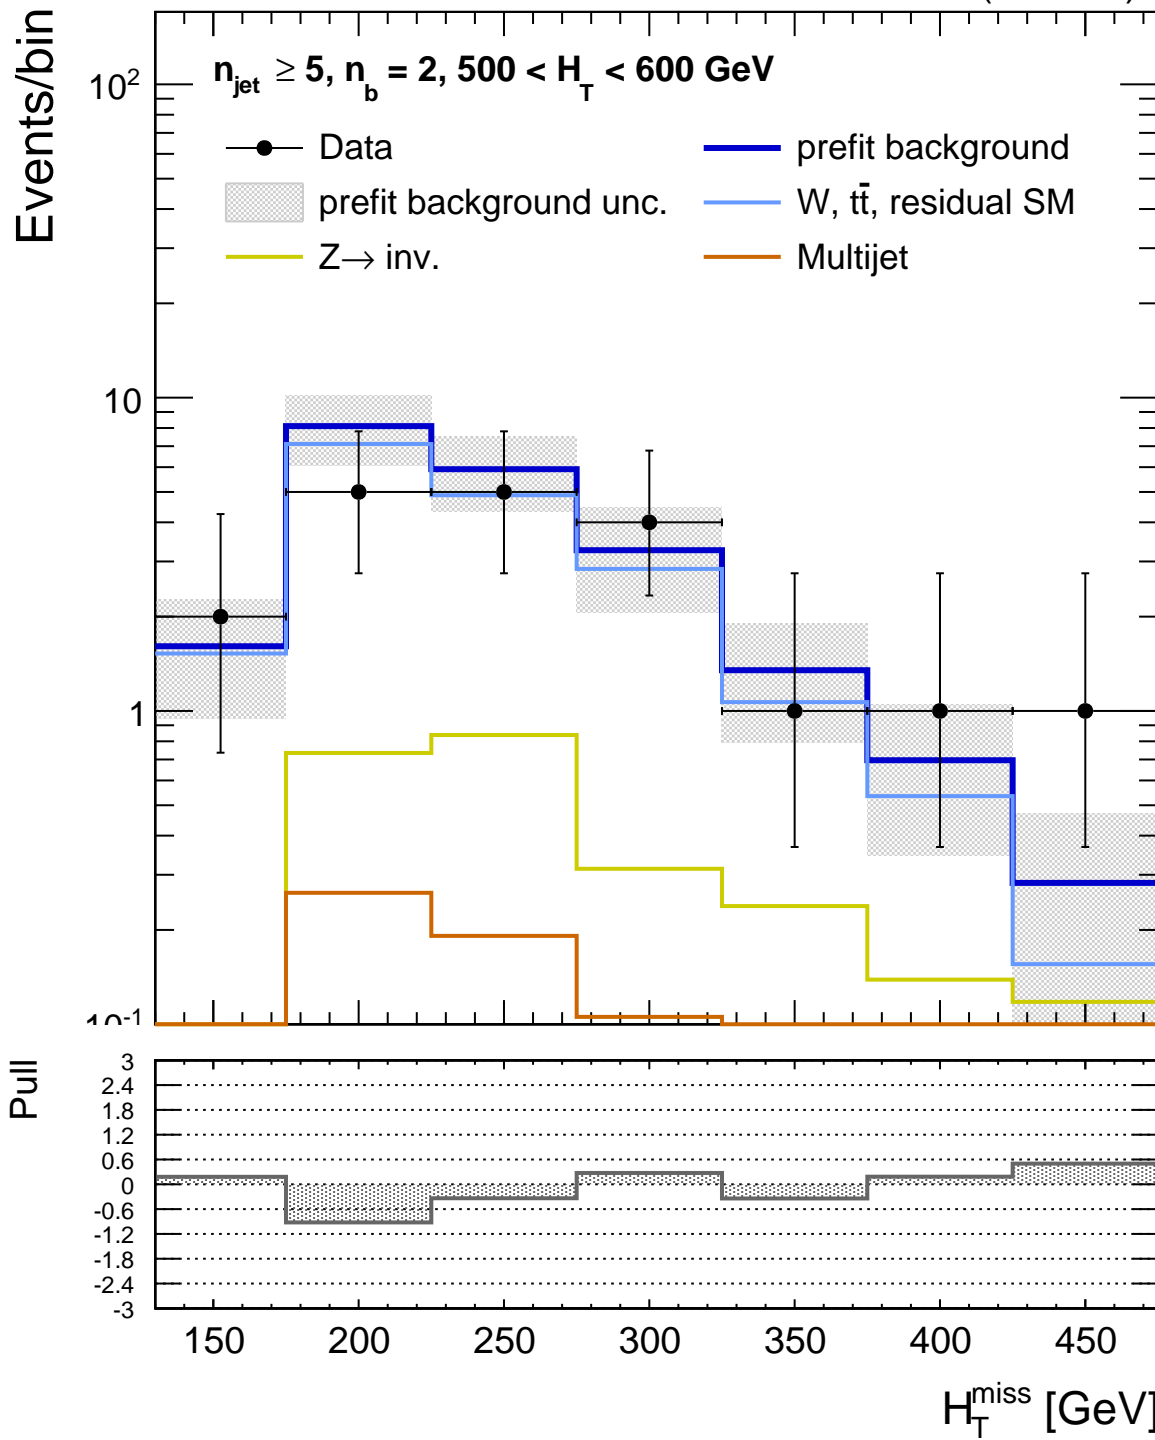 n_jet ≥ 5, n_b = 2, 500 < H_T < 600 GeV
Data
prefit background
prefit background unc.
W, tt̄, residual SM
Z→ inv.
Multijet
Events/bin
10²
10
1
10⁻¹
Pull
3
2.4
1.8
1.2
0.6
0
-0.6
-1.2
-1.8
-2.4
-3
150 200 250 300 350 400 450
H_T^miss [GeV]